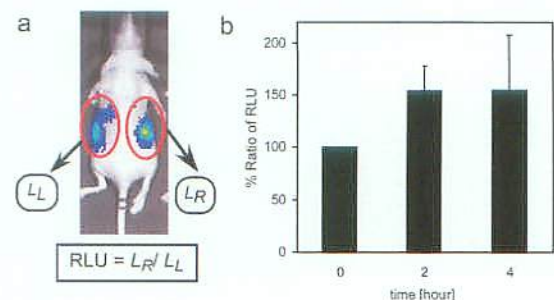 a
L_L
L_R
RLU = L_R/ L_L
b
% Ratio of RLU
200
150
100
50
0
0 2 4
time [hour]